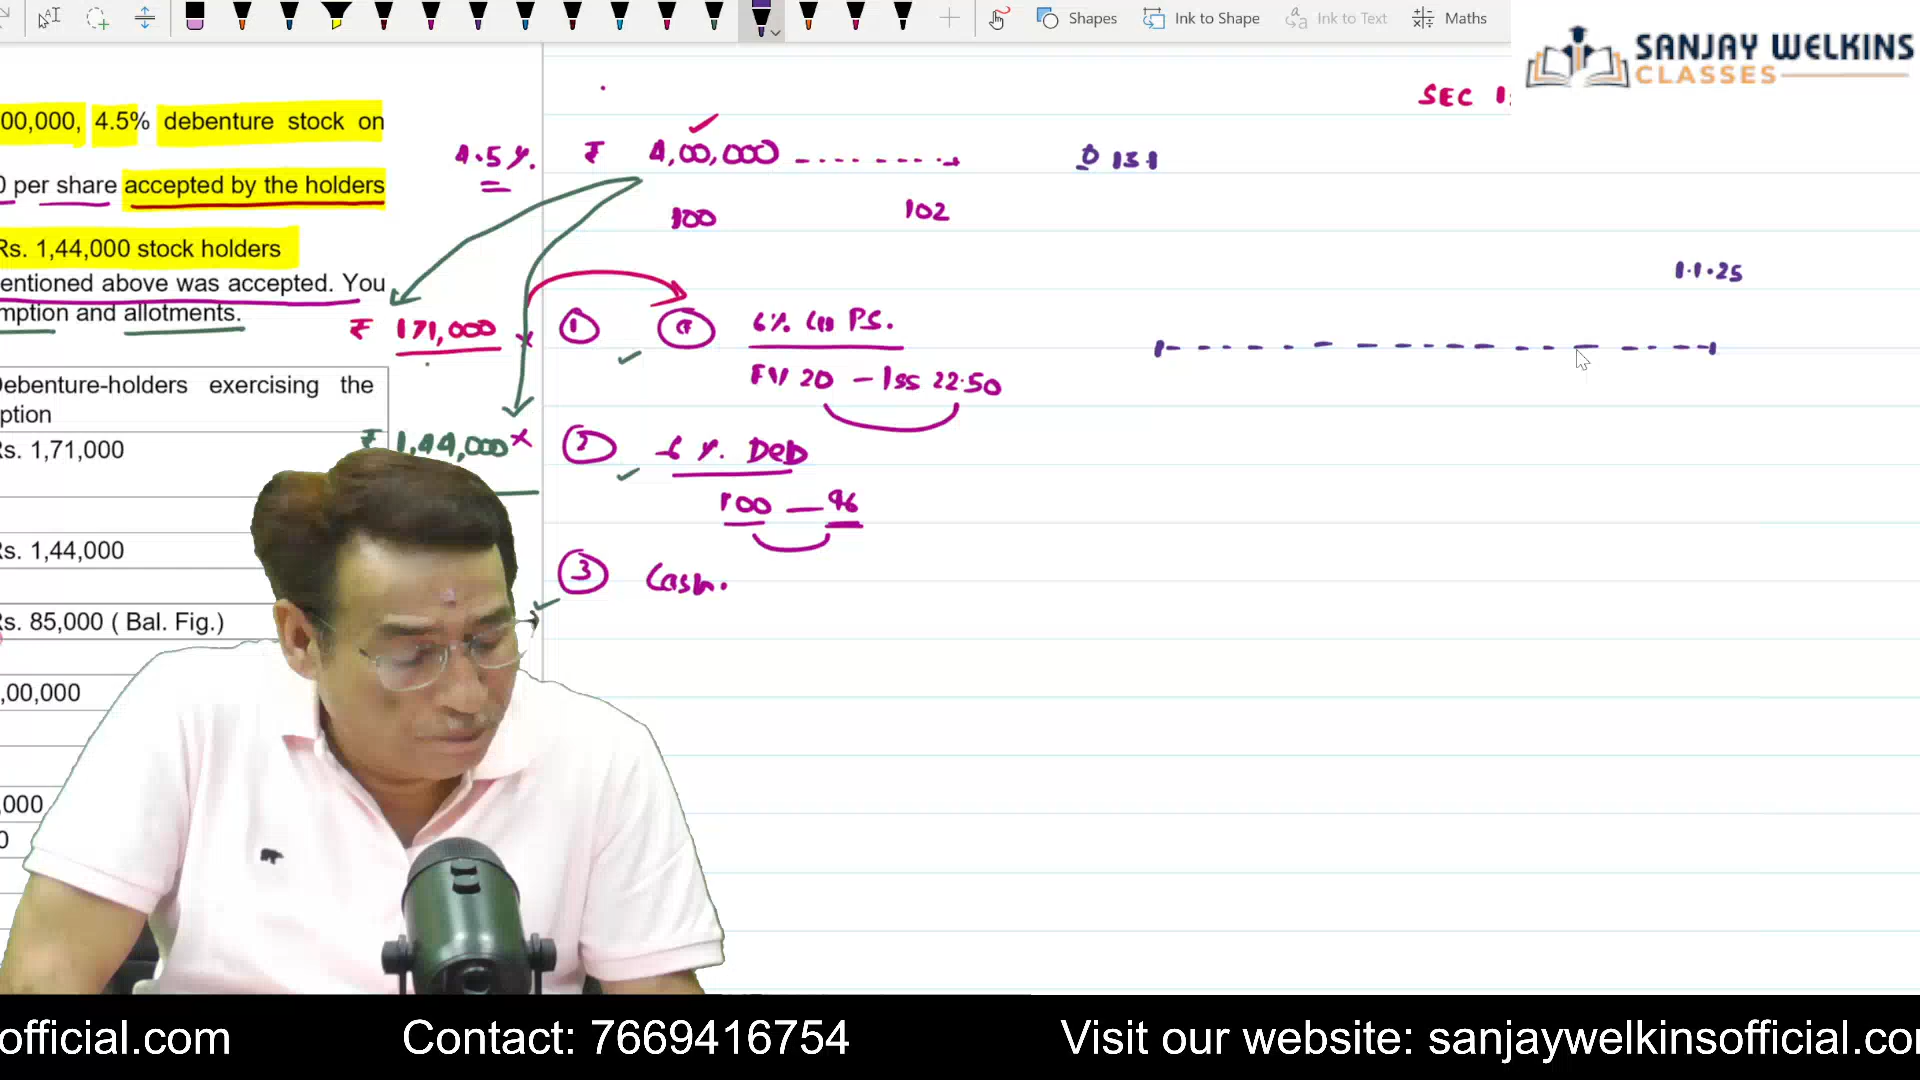 Shapes
Ink to Shape
Ink to Text
Maths
SANJAY WELKINS
CLASSES
00,000, 4.5% debenture stock on
0 per share accepted by the holders
Rs. 1,44,000 stock holders
entioned above was accepted. You
mption and allotments.
Debenture-holders exercising the
ption
Rs. 1,71,000
Rs. 1,44,000
Rs. 85,000 ( Bal. Fig.)
,00,000
,000
0
SEC
4.5%. ₹ 4,00,000
100 102
1.1.25
₹ 171,000 x ①
6% Cu PS.
FV 20 - Iss 22.50
₹ 1,44,000 x ② 6%. Deb
100 — 96
③ Cash.
official.com Contact: 7669416754 Visit our website: sanjaywelkinsofficial.co